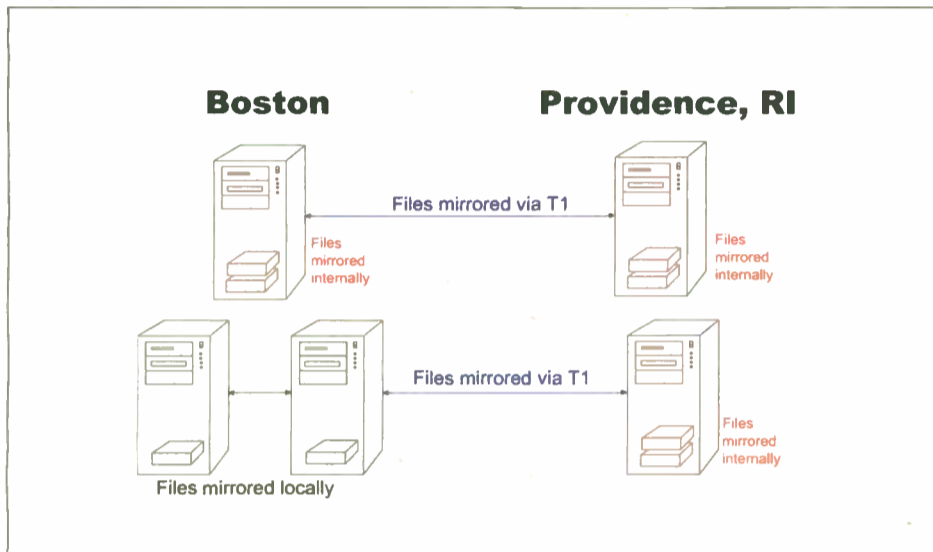 Boston
Providence, RI
Files mirrored via T1
Files
mirrored
internally
Files
mirrored
internally
Files mirrored via T1
Files
mirrored
internally
Files mirrored locally